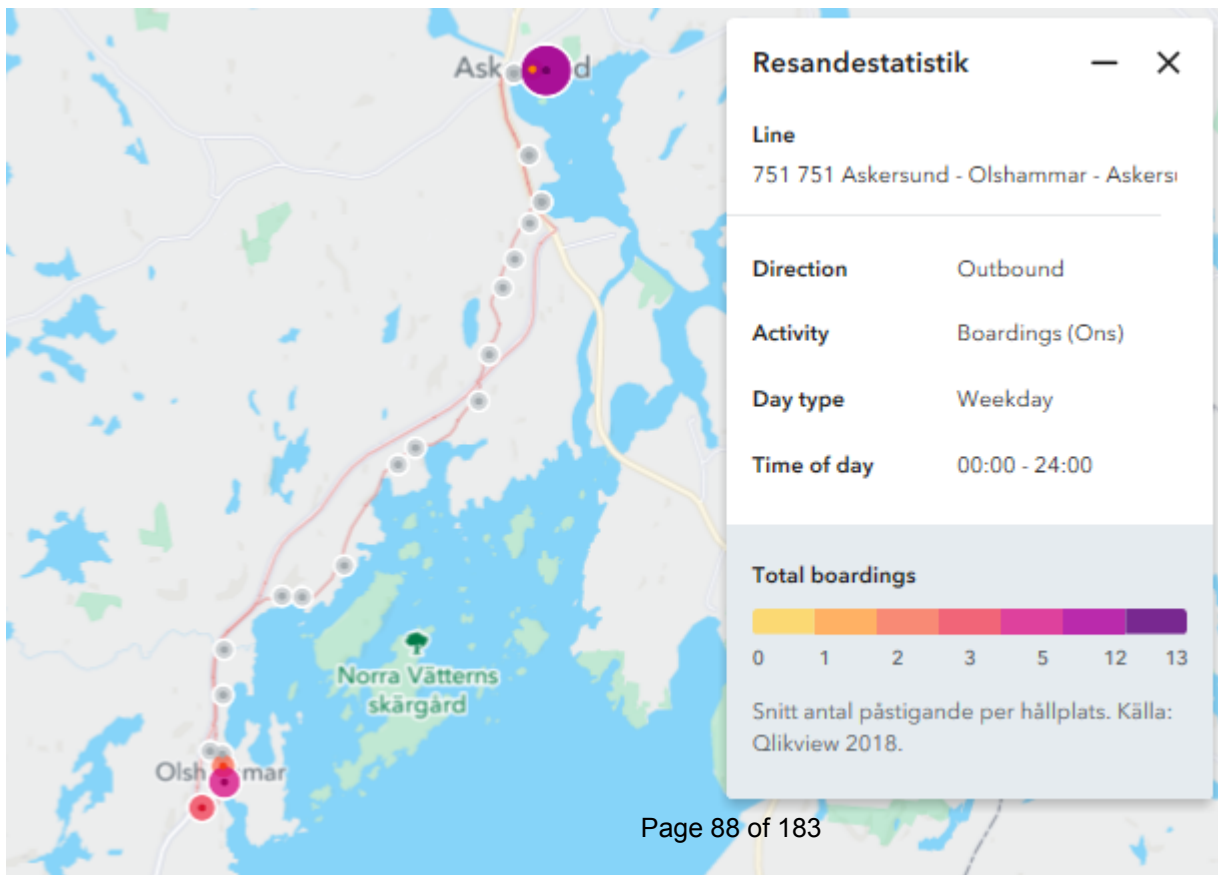 Resandestatistik
Line
751 751 Askersund - Olshammar - Askers
Direction Outbound
Activity Boardings (Ons)
Day type Weekday
Time of day 00:00 - 24:00
Total boardings
0 1 2 3 5 12 13
Snitt antal påstigande per hållplats. Källa:
Qlikview 2018.
Ask d
Norra Vätterns
skärgård
Olsh mar
Page 88 of 183